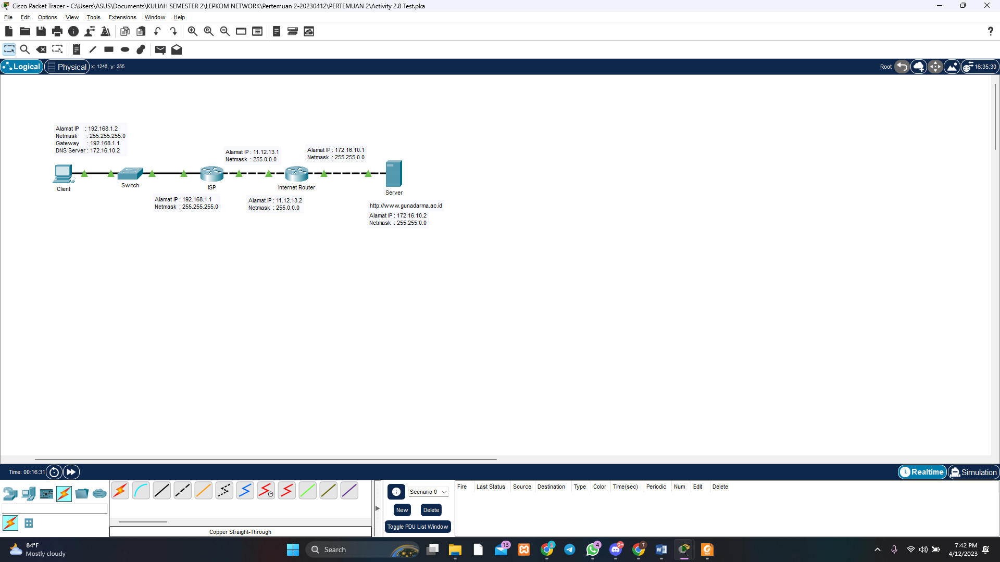 Cisco Packet Tracer - C:\Users\ASUS\Documents\KULIAH SEMESTER 2\LEPKOM NETWORK\Pertemuan 2-20230412\PERTEMUAN 2\Activity 2.8 Test.pka
File Edit Options View Tools Extensions Window Help
Logical Physical x: 1246, y: 255 Root 16:35:30
Alamat IP : 192.168.1.2
Netmask : 255.255.255.0
Gateway : 192.168.1.1
DNS Server : 172.16.10.2
Alamat IP : 11.12.13.1
Netmask : 255.0.0.0
Alamat IP : 172.16.10.1
Netmask : 255.255.0.0
Client
Switch
ISP
Internet Router
Server
Alamat IP : 192.168.1.1
Netmask : 255.255.255.0
Alamat IP : 11.12.13.2
Netmask : 255.0.0.0
http://www.gunadarma.ac.id
Alamat IP : 172.16.10.2
Netmask : 255.255.0.0
Time: 00:16:31 Realtime Simulation
Scenario 0
New Delete
Toggle PDU List Window
Fire Last Status Source Destination Type Color Time(sec) Periodic Num Edit Delete
Copper Straight-Through
84°F
Mostly cloudy
Search
13
4
9+
T
7:42 PM
4/12/2023